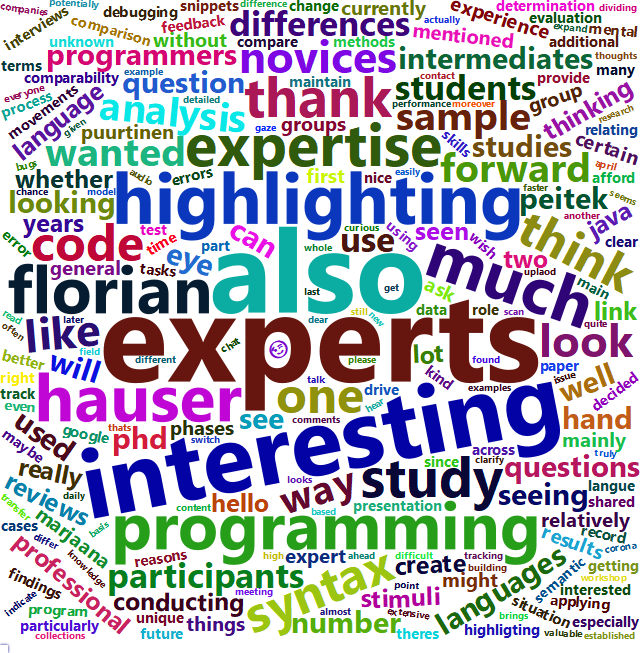 companies potentially difference change currently experience determination dividing
interviews comparison debugging snippets feedback differences mentioned evaluation expand mental
unknown without compare actually methods additional thoughts
programmers novices intermediates many
terms comparability example question maintain students contact provide
everyone process movements detailed thank performance moreover group thinking research
language given analysis gaze groups sample skills studies relating
puurtinen expertise certain
bugs wanted errors first nice easily forward april
whether chance model audio highlighting peitek afford
looking years test can curious use using seen wish faster another seems java
error code time part whole much two think clear
general tasks eye last get ask upload main
florian also data role scan link
read later still now dear quite
often like field different chat experts please found lot kind look
better will talk examples issue paper
right track hauser one drive well decided
even google thats phases see comments hear hand
used phd switch interesting across truly mainly
maybe really looks since clarify questions
daily content hello way study seeing langue
reviews transfer cases differ basis based presentation shared
marjaana programming relatively record results corona
knowledge reasons high expert ahead difficult tracking semantic getting
professional participants meeting syntax create building workshop
findings conducting point might languages interested
indicate program unique almost extensive stimuli situation applying
particularly future things number theres brings highligting especially
collections valuable established